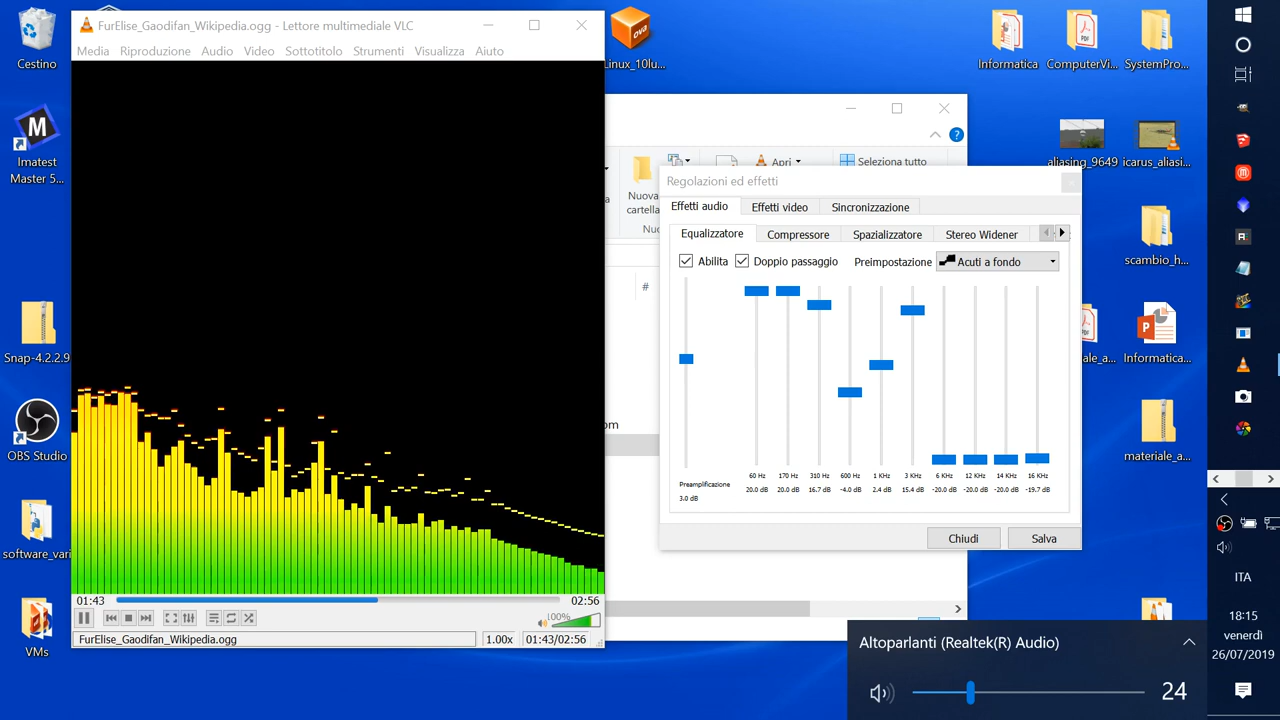 FurElise_Gaodifan_Wikipedia.ogg - Lettore multimediale VLC
Media Riproduzione Audio Video Sottotitolo Strumenti Visualizza Aiuto
Cestino
M
Imatest
Master 5...
Snap-4.2.2.9
OBS Studio
software_vari
VMs
ova
Linux_10lu...
Informatica
PDF
ComputerVi...
SystemPro...
Apri
Seleziona tutto
Nuova
cartella
#
aliasing_9649
icarus_aliasi...
scambio_h...
Informatica...
materiale_a...
Regolazioni ed effetti
Effetti audio Effetti video Sincronizzazione
Equalizzatore Compressore Spazializzatore Stereo Widener
Abilita Doppio passaggio Preimpostazione Acuti a fondo
60 Hz 170 Hz 310 Hz 600 Hz 1 KHz 3 KHz 6 KHz 12 KHz 14 KHz 16 KHz
Preamplificazione
20.0 dB 20.0 dB 16.7 dB -4.0 dB 2.4 dB 15.4 dB -20.0 dB -20.0 dB -20.0 dB -19.7 dB
3.0 dB
Chiudi Salva
01:43 02:56
100%
FurElise_Gaodifan_Wikipedia.ogg 1.00x 01:43/02:56
Altoparlanti (Realtek(R) Audio)
24
ITA
18:15
venerdì
26/07/2019